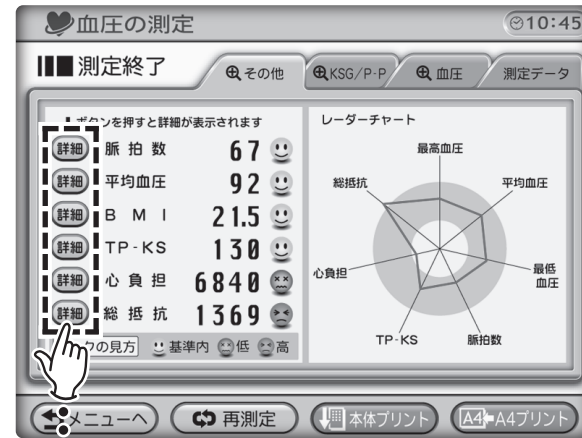 血圧の測定
10:45
測定終了
その他
KSG/P-P
血圧
測定データ
ボタンを押すと詳細が表示されます
詳細 脈拍数 67
詳細 平均血圧 92
詳細 BMI 21.5
詳細 TP-KS 130
詳細 心負担 6840
詳細 総抵抗 1369
クの見方 基準内 低 高
レーダーチャート
最高血圧
総抵抗
平均血圧
心負担
最低
血圧
TP-KS
脈拍数
メニューへ
再測定
本体プリント
A4 A4プリント